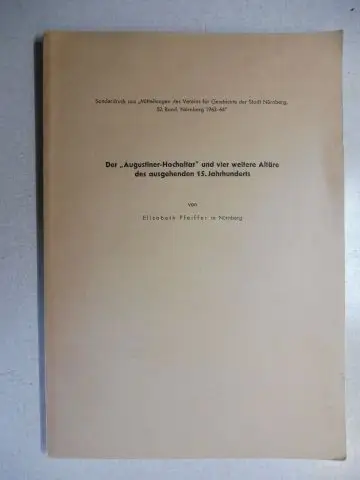 Sonderdruck aus „Mitteilungen des Vereins für Geschichte der Stadt Nürnberg,
52. Band, Nürnberg 1963-64"
Der „Augustiner-Hochaltar" und vier weitere Altäre
des ausgehenden 15. Jahrhunderts
von
Elisabeth Pfeiffer in Nürnberg